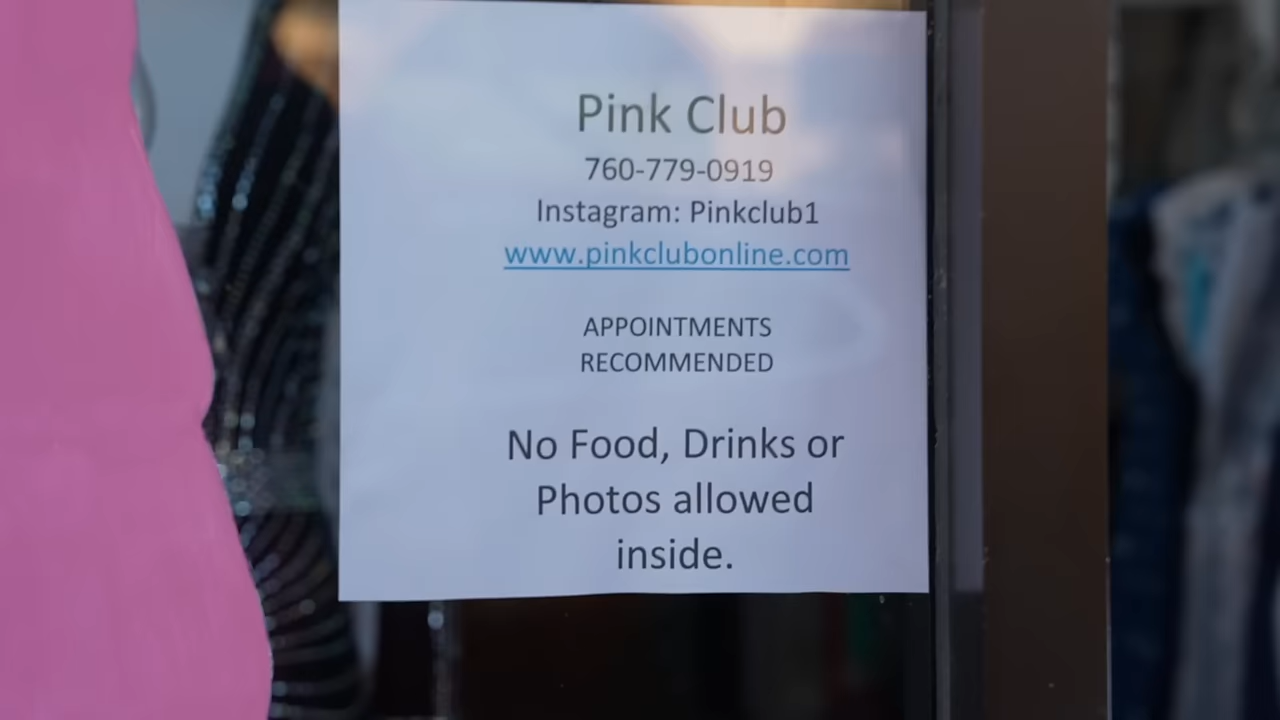 Pink Club
760-779-0919
Instagram: Pinkclub1
www.pinkclubonline.com
APPOINTMENTS
RECOMMENDED
No Food, Drinks or
Photos allowed
inside.